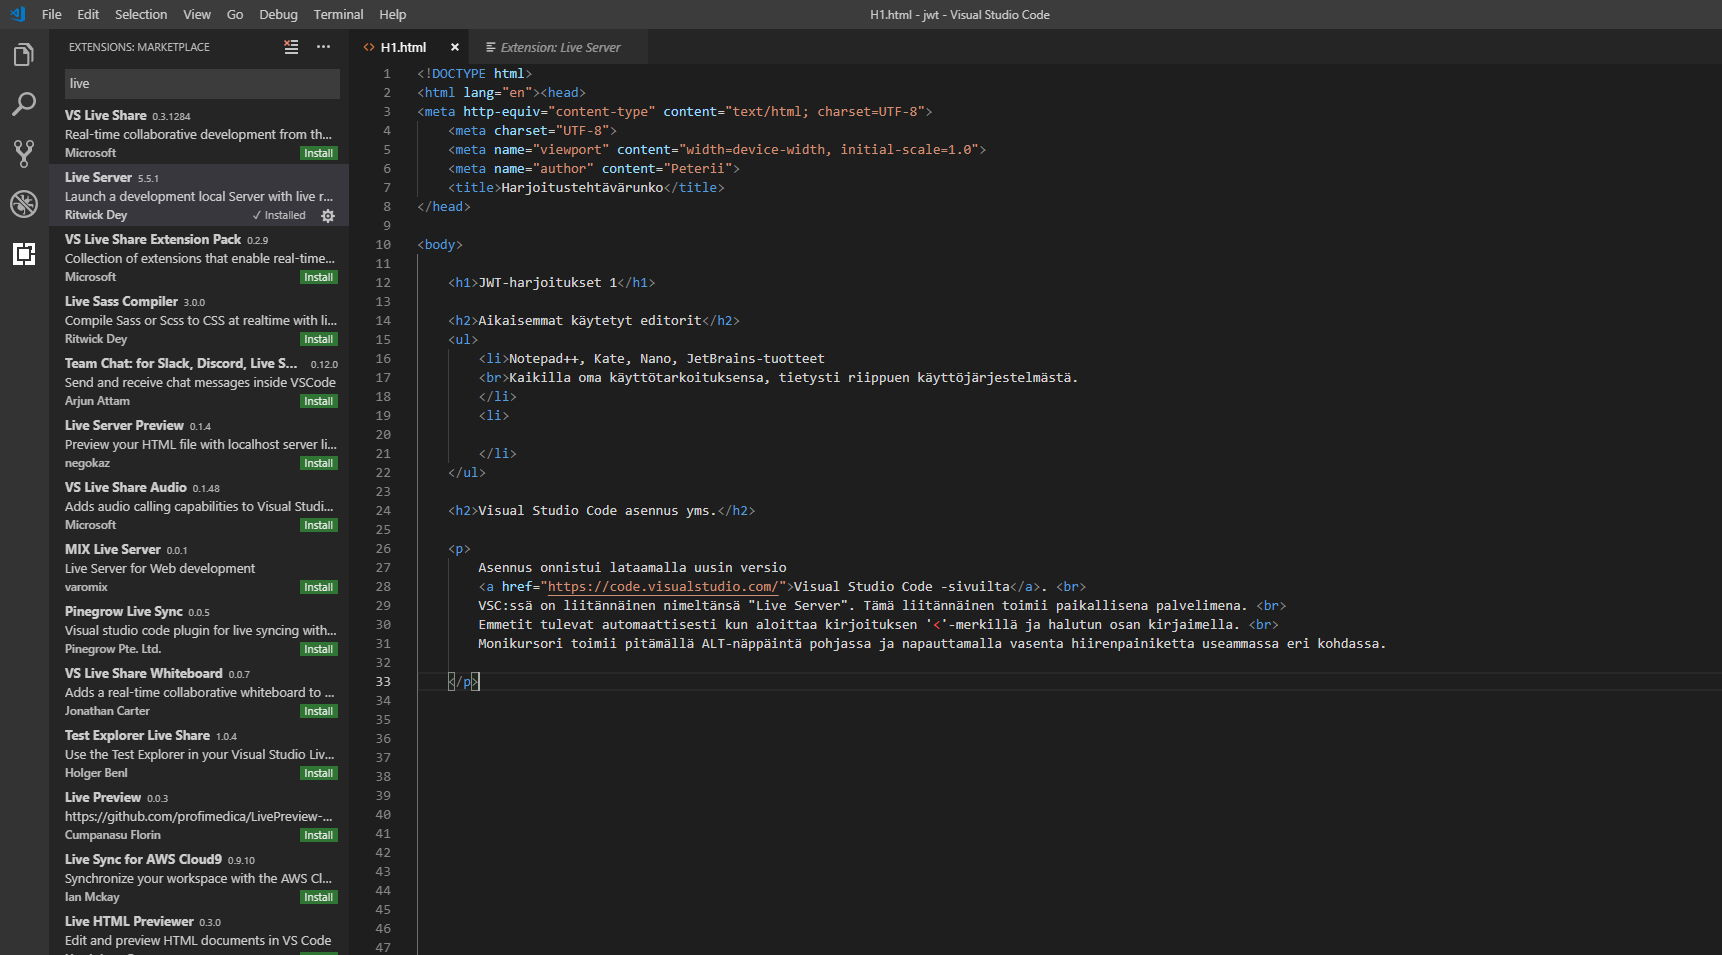 File Edit Selection View Go Debug Terminal Help
H1.html - jwt - Visual Studio Code
EXTENSIONS: MARKETPLACE
live
VS Live Share 0.3.1284
Real-time collaborative development from th...
Microsoft Install
Live Server 5.5.1
Launch a development local Server with live r...
Ritwick Dey ✓ Installed
VS Live Share Extension Pack 0.2.9
Collection of extensions that enable real-time...
Microsoft Install
Live Sass Compiler 3.0.0
Compile Sass or Scss to CSS at realtime with li...
Ritwick Dey Install
Team Chat: for Slack, Discord, Live S... 0.12.0
Send and receive chat messages inside VSCode
Arjun Attam Install
Live Server Preview 0.1.4
Preview your HTML file with localhost server li...
negokaz Install
VS Live Share Audio 0.1.48
Adds audio calling capabilities to Visual Studi...
Microsoft Install
MIX Live Server 0.0.1
Live Server for Web development
varomix Install
Pinegrow Live Sync 0.0.5
Visual studio code plugin for live syncing with...
Pinegrow Pte. Ltd. Install
VS Live Share Whiteboard 0.0.7
Adds a real-time collaborative whiteboard to ...
Jonathan Carter Install
Test Explorer Live Share 1.0.4
Use the Test Explorer in your Visual Studio Liv...
Holger Benl Install
Live Preview 0.0.3
https://github.com/profimedica/LivePreview-...
Cumpanasu Florin Install
Live Sync for AWS Cloud9 0.9.10
Synchronize your workspace with the AWS Cl...
Ian Mckay Install
Live HTML Previewer 0.3.0
Edit and preview HTML documents in VS Code
H1.html Extension: Live Server
1 <!DOCTYPE html>
2 <html lang="en"><head>
3 <meta http-equiv="content-type" content="text/html; charset=UTF-8">
4 <meta charset="UTF-8">
5 <meta name="viewport" content="width=device-width, initial-scale=1.0">
6 <meta name="author" content="Peterii">
7 <title>Harjoitustehtävärunko</title>
8 </head>
9
10 <body>
11
12 <h1>JWT-harjoitukset 1</h1>
13
14 <h2>Aikaisemmat käytetyt editorit</h2>
15 <ul>
16 <li>Notepad++, Kate, Nano, JetBrains-tuotteet
17 <br>Kaikilla oma käyttötarkoituksensa, tietysti riippuen käyttöjärjestelmästä.
18 </li>
19 <li>
20
21 </li>
22 </ul>
23
24 <h2>Visual Studio Code asennus yms.</h2>
25
26 <p>
27 Asennus onnistui lataamalla uusin versio
28 <a href="https://code.visualstudio.com/">Visual Studio Code -sivuilta</a>. <br>
29 VSC:ssä on liitännäinen nimeltänsä "Live Server". Tämä liitännäinen toimii paikallisena palvelimena. <br>
30 Emmetit tulevat automaattisesti kun aloittaa kirjoituksen '<'-merkillä ja halutun osan kirjaimella. <br>
31 Monikursori toimii pitämällä ALT-näppäintä pohjassa ja napauttamalla vasenta hiirenpainiketta useammassa eri kohdassa.
32
33 </p>
34
35
36
37
38
39
40
41
42
43
44
45
46
47